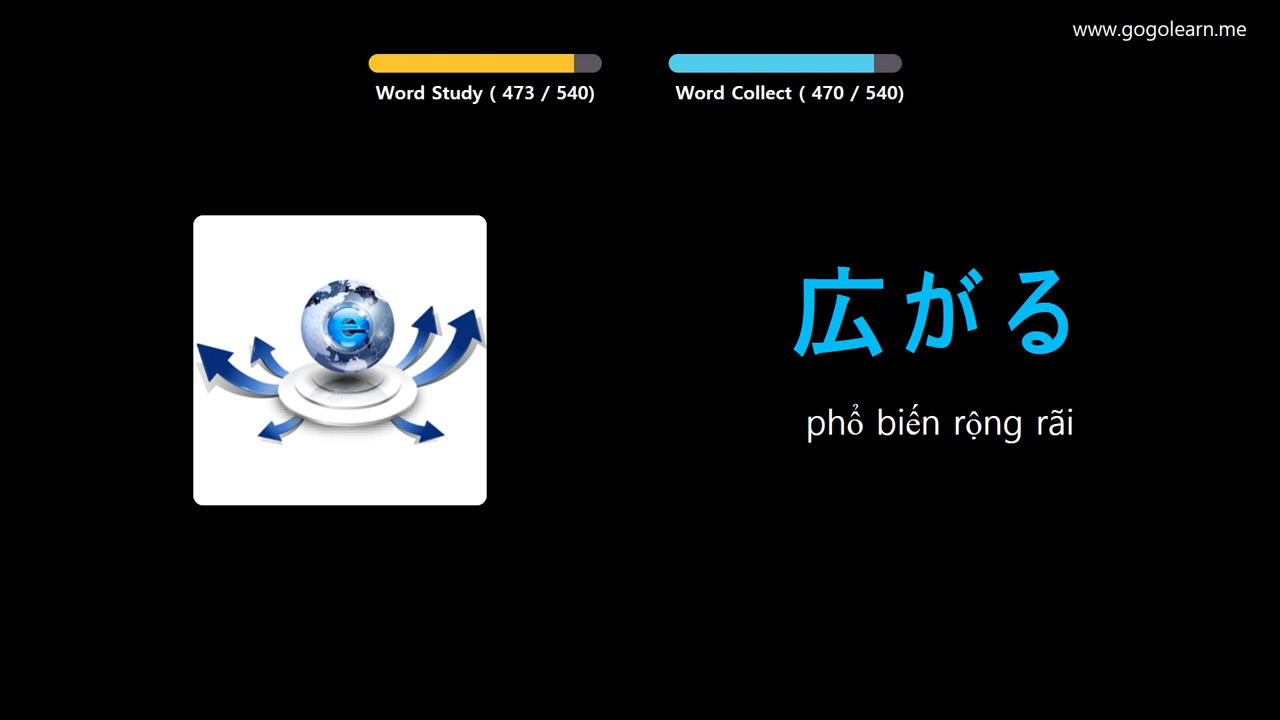 www.gogolearn.me
Word Study ( 473 / 540)
Word Collect ( 470 / 540)
e
広がる
phổ biến rộng rãi